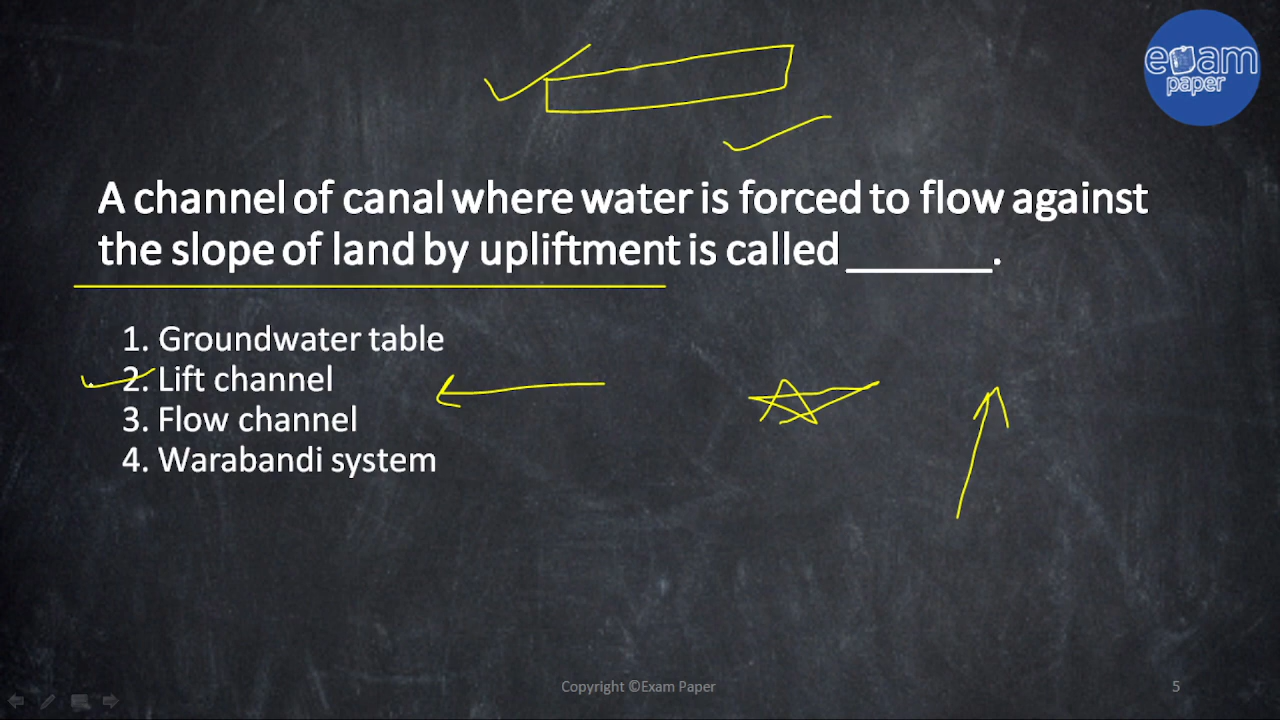 exam
paper
A channel of canal where water is forced to flow against
the slope of land by upliftment is called ______.
1. Groundwater table
2. Lift channel
3. Flow channel
4. Warabandi system
Copyright ©Exam Paper
5